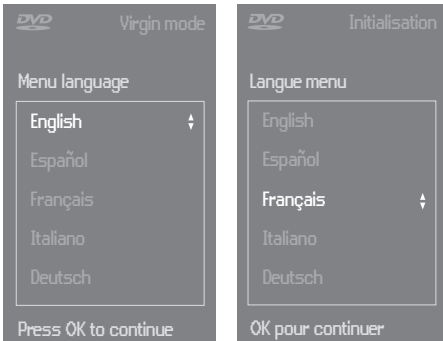 DVD Virgin mode
Menu language
English
Español
Français
Italiano
Deutsch
Press OK to continue
DVD Initialisation
Langue menu
English
Español
Français
Italiano
Deutsch
OK pour continuer